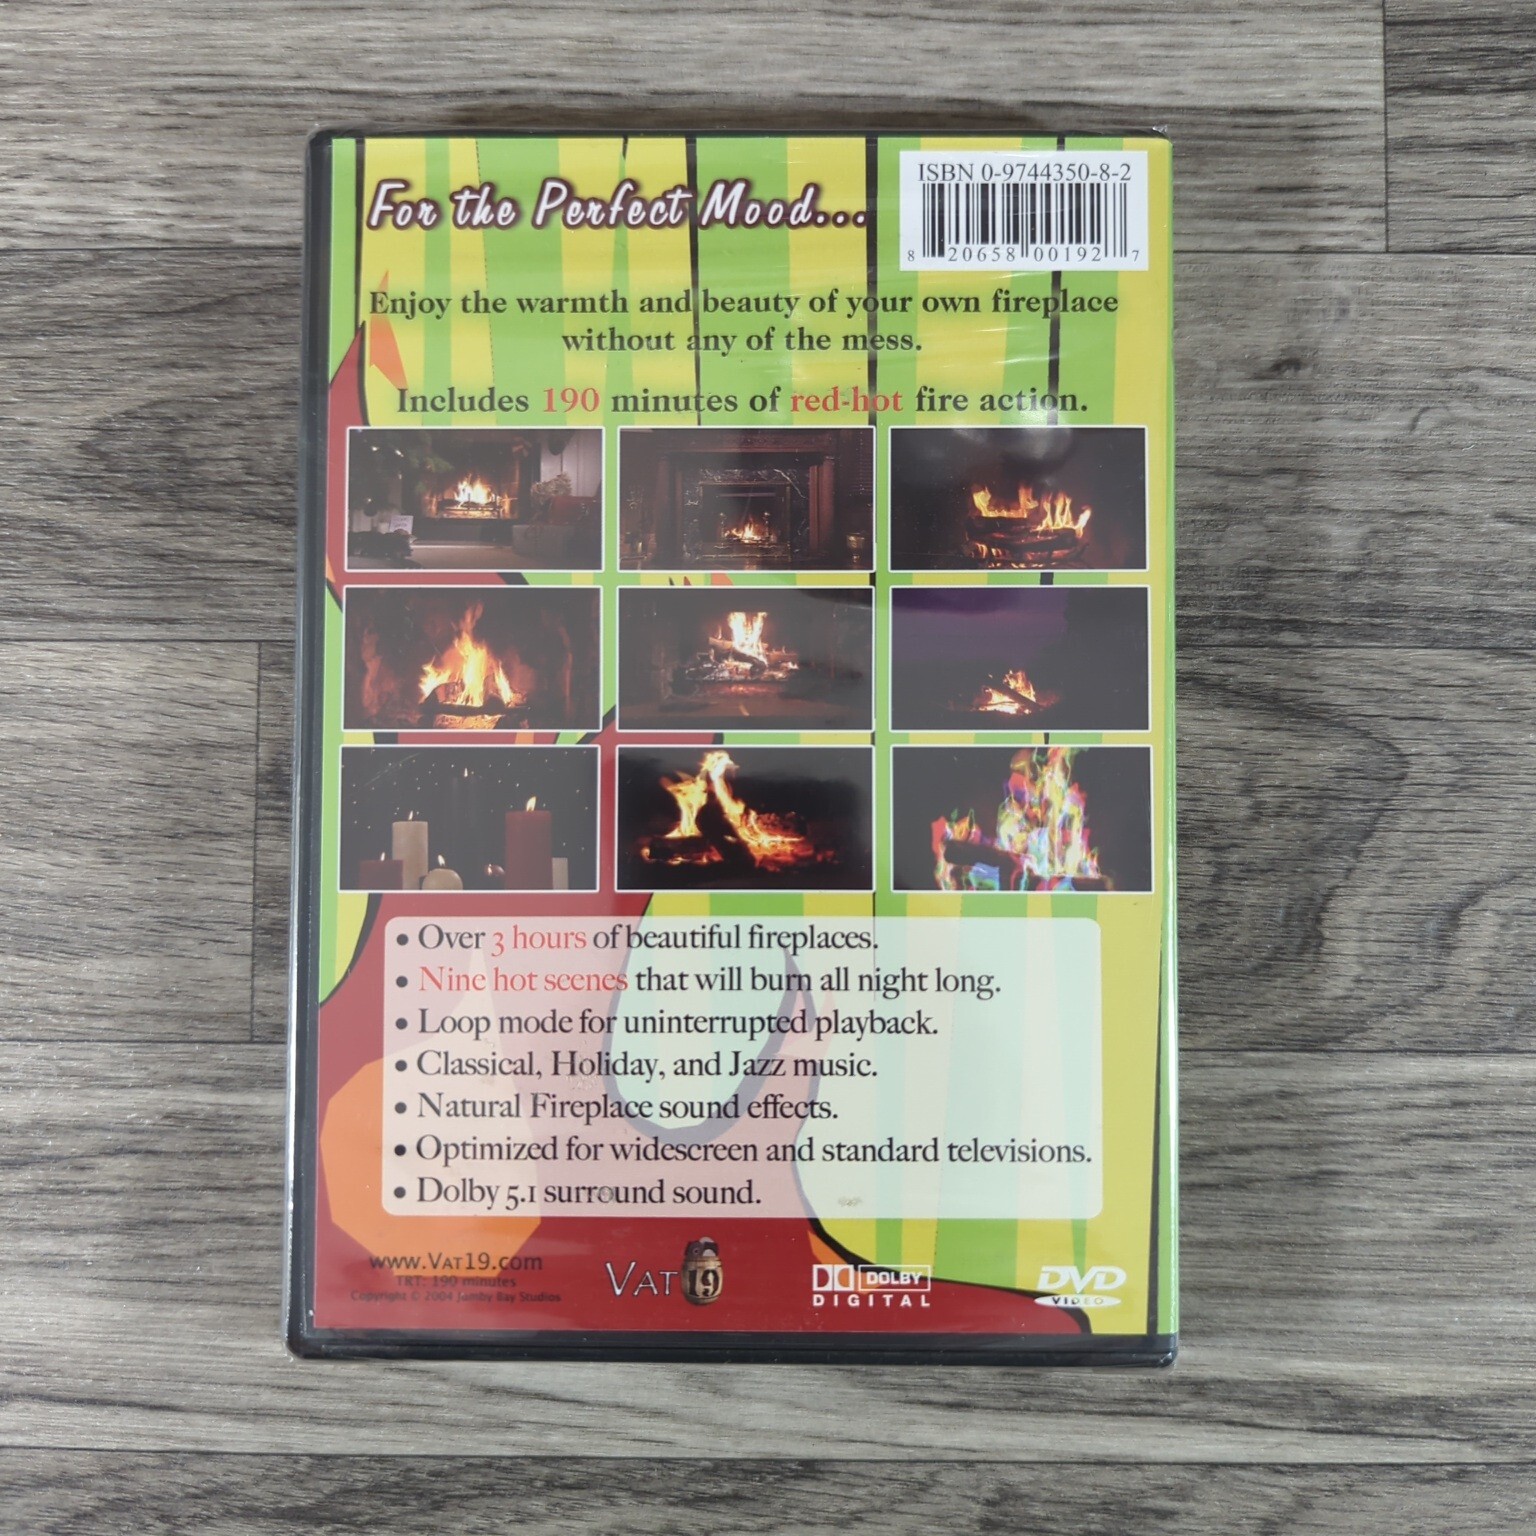 For the Perfect Mood...
ISBN 0-9744350-8-2
8 20658 00192 7
Enjoy the warmth and beauty of your own fireplace
without any of the mess.
Includes 190 minutes of red-hot fire action.
• Over 3 hours of beautiful fireplaces.
• Nine hot scenes that will burn all night long.
• Loop mode for uninterrupted playback.
• Classical, Holiday, and Jazz music.
• Natural Fireplace sound effects.
• Optimized for widescreen and standard televisions.
• Dolby 5.1 surround sound.
www.Vat19.com
TRT: 190 minutes
Copyright © 2004 Jamby Bay Studios
VAT 19
DOLBY
DIGITAL
DVD
VIDEO